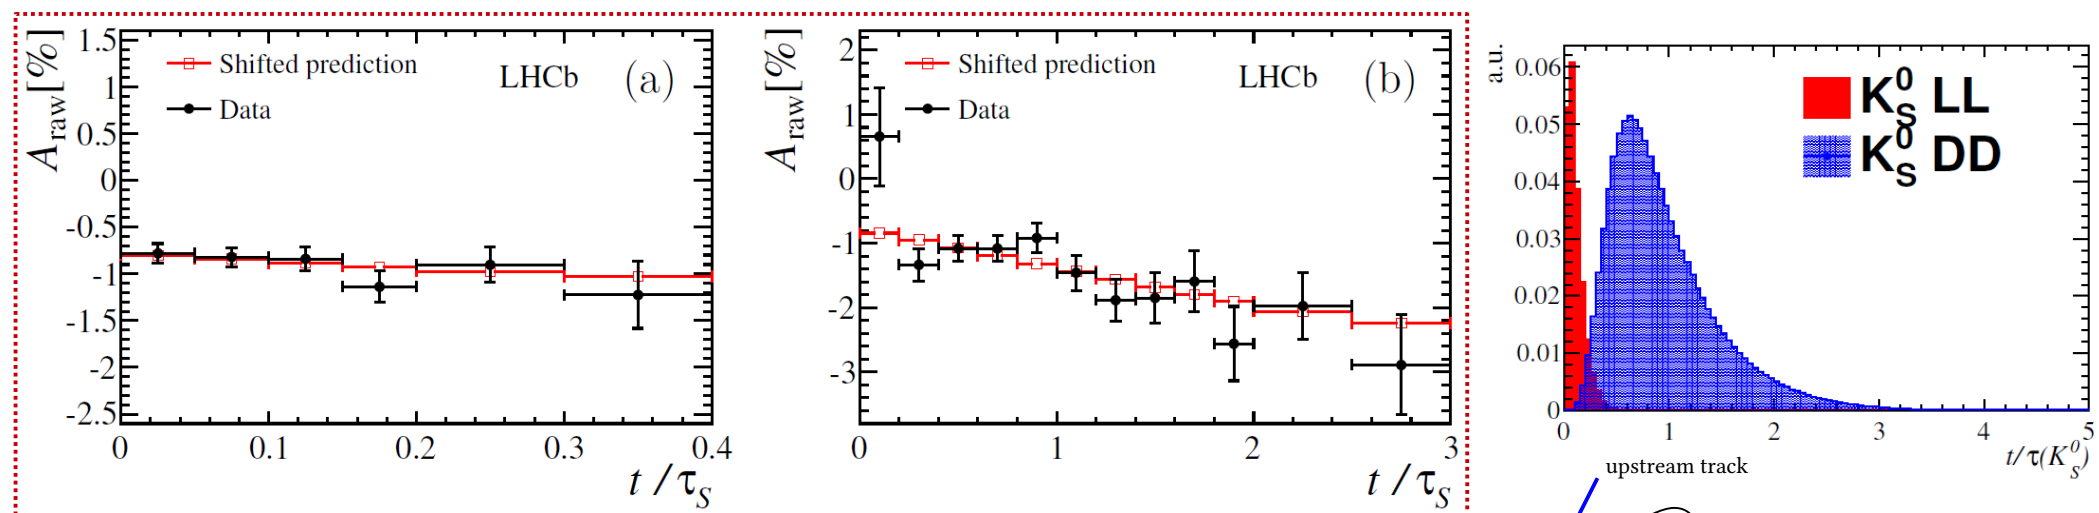 A_raw [%]
1.5
1
0.5
0
-0.5
-1
-1.5
-2
-2.5
Shifted prediction
Data
LHCb
(a)
0 0.1 0.2 0.3 0.4
t / τ_S
A_raw [%]
2
1
0
-1
-2
-3
Shifted prediction
Data
LHCb
(b)
0 1 2 3
t / τ_S
a.u.
0.06
0.05
0.04
0.03
0.02
0.01
0
K_S^0 LL
K_S^0 DD
0 1 2 3 4 5
t/ τ(K_S^0)
upstream track